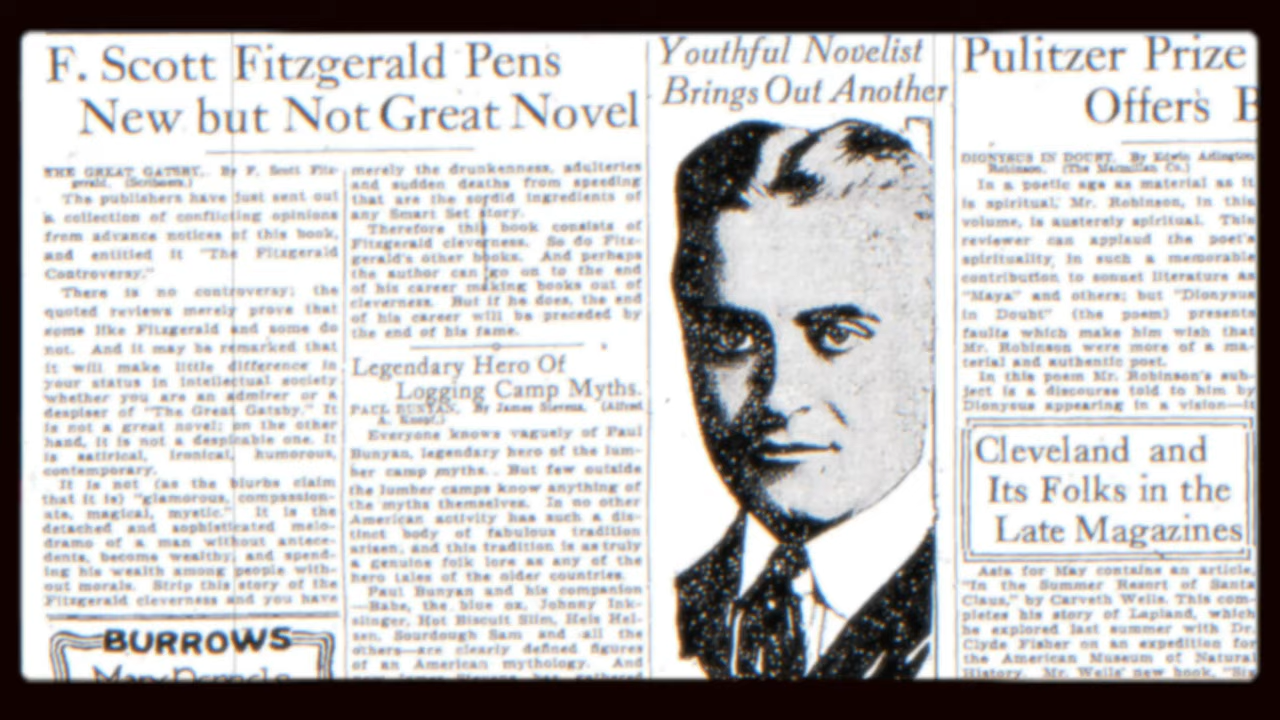 F. Scott Fitzgerald Pens
New but Not Great Novel
THE GREAT GATSBY. By F. Scott Fitz-
gerald. (Scribners.)
The publishers have just sent out
a collection of conflicting opinions
from advance notices of this book,
and entitled it "The Fitzgerald
Controversy."
There is no controversy; the
quoted reviews merely prove that
some like Fitzgerald and some do
not. And it may be remarked that
it will make little difference in
your status in intellectual society
whether you are an admirer or a
despiser of "The Great Gatsby." It
is not a great novel; on the other
hand, it is not a despicable one. It
is satirical, ironical, humorous,
contemporary.
It is not (as the blurbs claim
that it is) "glamorous, compassion-
ate, magical, mystic." It is the
detached and sophisticated melo-
drama of a man without antece-
dents, become wealthy, and spend-
ing his wealth among people with-
out morals. Strip this story of the
Fitzgerald cleverness and you have
BURROWS
merely the drunkenness, adulteries
and sudden deaths from speeding
that are the sordid ingredients of
any Smart Set story.
Therefore this book consists of
Fitzgerald cleverness. So do Fitz-
gerald's other books. And perhaps
the author can go on to the end
of his career making books out of
cleverness. But if he does, the end
of his career will be preceded by
the end of his fame.
Legendary Hero Of
Logging Camp Myths.
PAUL BUNYAN. By James Stevens. (Alfred
A. Knopf.)
Everyone knows vaguely of Paul
Bunyan, legendary hero of the lum-
ber camp myths. But few outside
the lumber camps know anything of
the myths themselves. In no other
American activity has such a dis-
tinct body of fabulous tradition
arisen, and this tradition is as truly
a genuine folk lore as any of the
hero tales of the older countries.
Paul Bunyan and his companion
—Babe, the blue ox, Johnny Ink-
slinger, Hot Biscuit Slim, Hels Hel-
sen, Sourdough Sam and all the
others—are clearly defined figures
of an American mythology. And
Youthful Novelist
Brings Out Another
Pulitzer Prize
Offers B
DIONYSUS IN DOUBT. By Edwin Arlington
Robinson. (The Macmillan Co.)
In a poetic age as material as it
is spiritual, Mr. Robinson, in this
volume, is austerely spiritual. This
reviewer can applaud the poet's
spirituality in such a memorable
contribution to sonnet literature as
"Maya" and others; but "Dionysus
in Doubt" (the poem) presents
faults which make him wish that
Mr. Robinson were more of a ma-
terial and authentic poet.
In this poem Mr. Robinson's sub-
ject is a discourse told to him by
Dionysus appearing in a vision—it
Cleveland and
Its Folks in the
Late Magazines
Asia for May contains an article,
"In the Summer Resort of Santa
Claus," by Carveth Wells. This com-
pletes his story of Lapland, which
he explored last summer with Dr.
Clyde Fisher on an expedition for
the American Museum of Natural
History. Mr. Wells' new book,